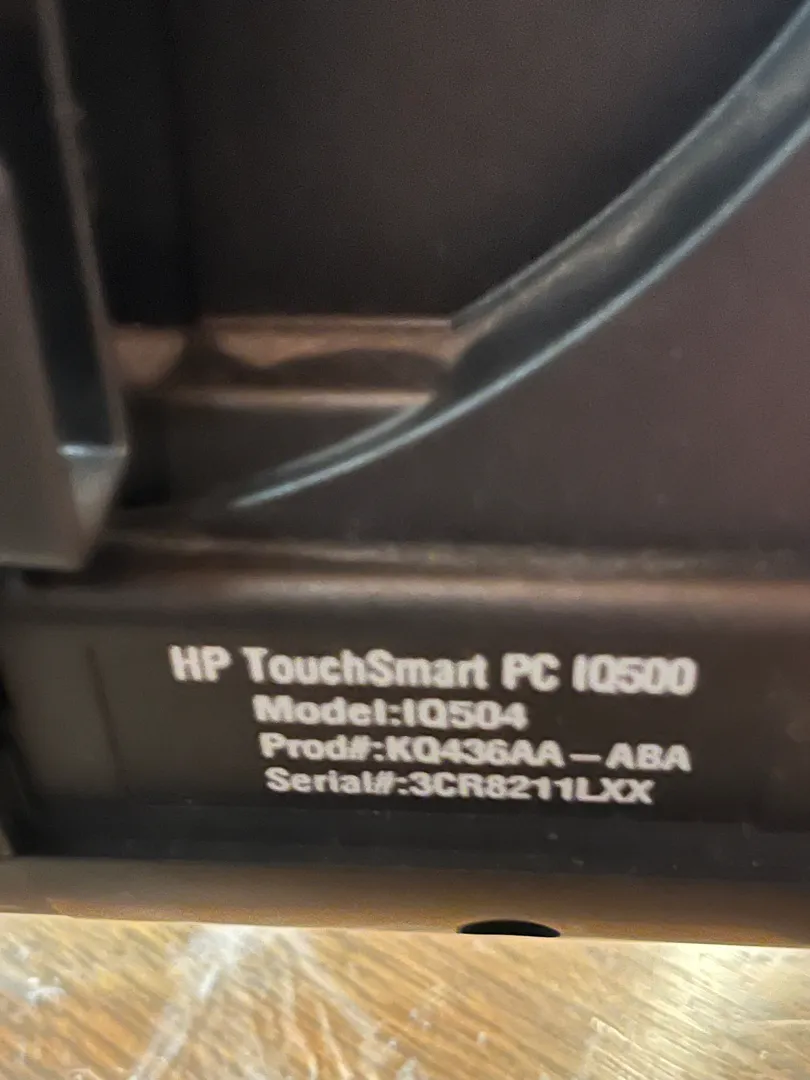 HP TouchSmart PC IQ500
Model:IQ504
Prod#:KQ436AA-ABA
Serial#:3CR8211LXX